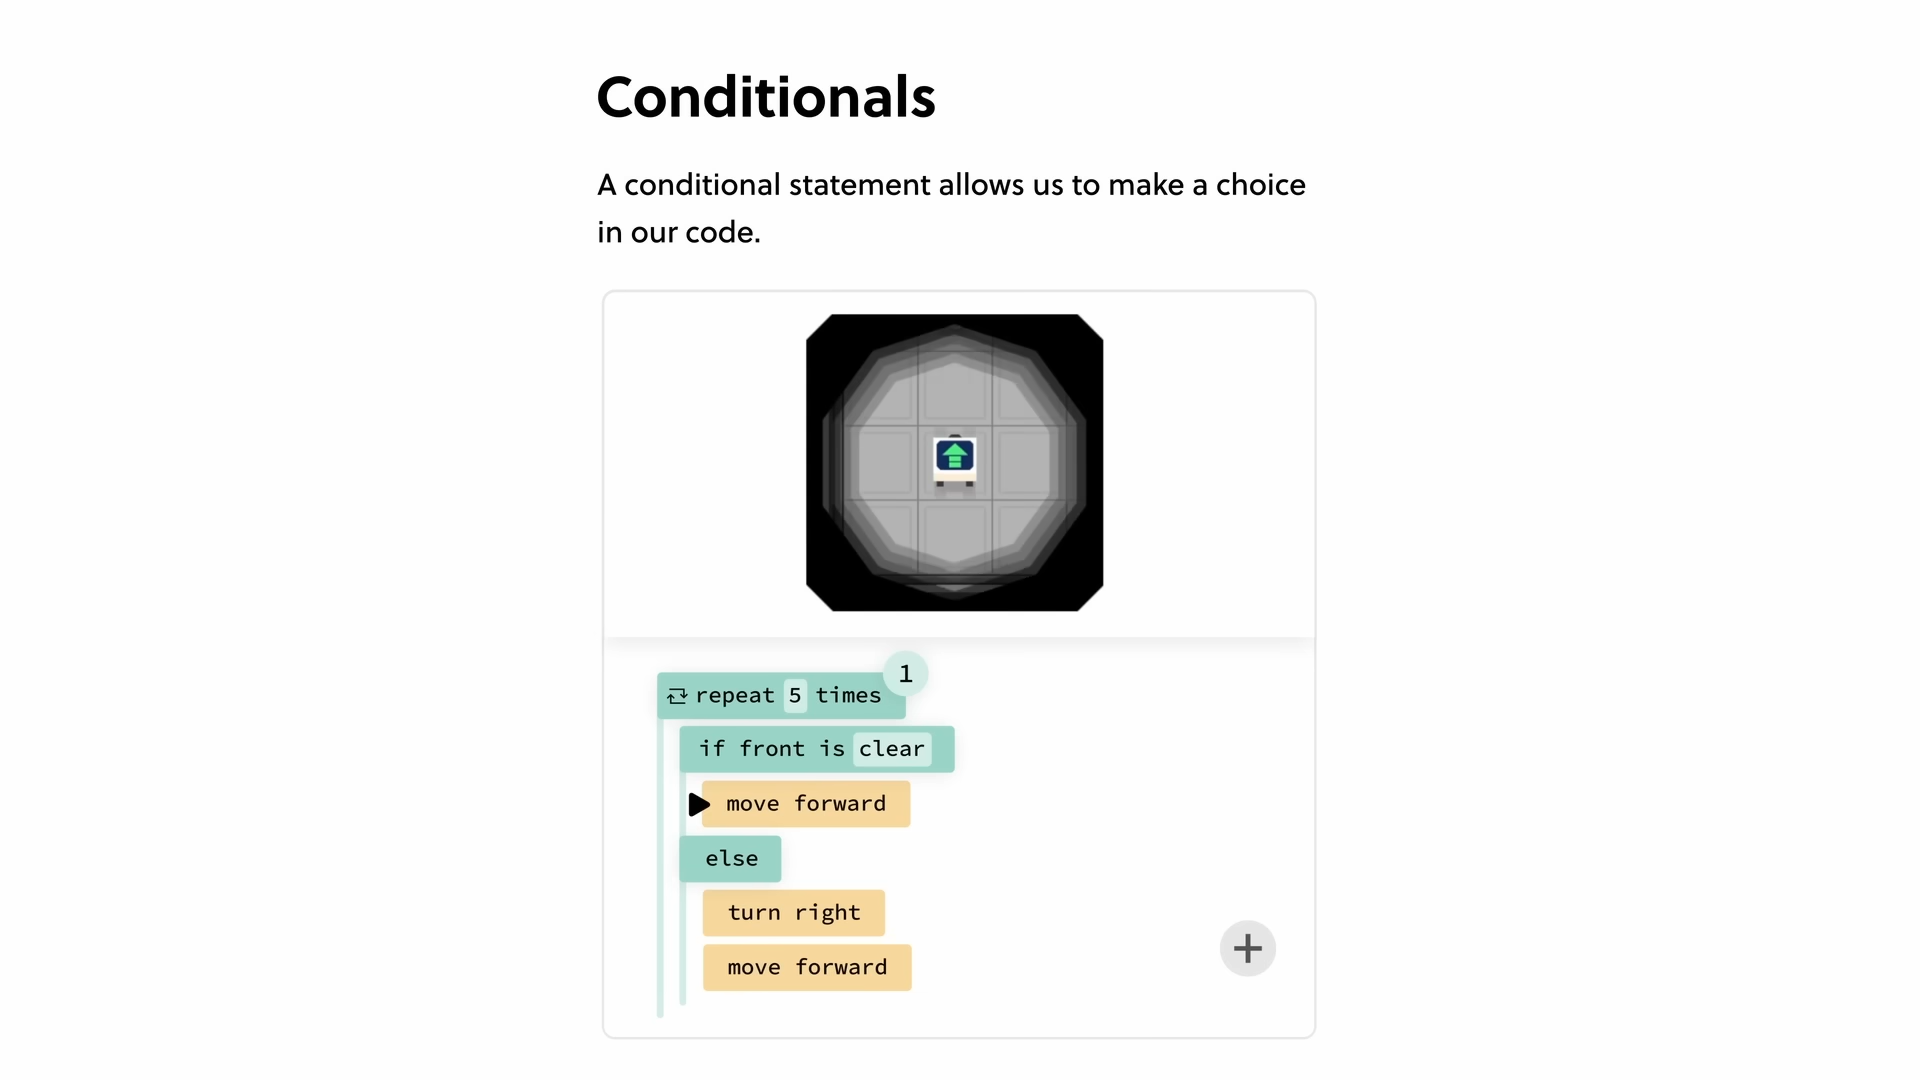 Conditionals
A conditional statement allows us to make a choice
in our code.
1
repeat 5 times
if front is clear
move forward
else
turn right
move forward